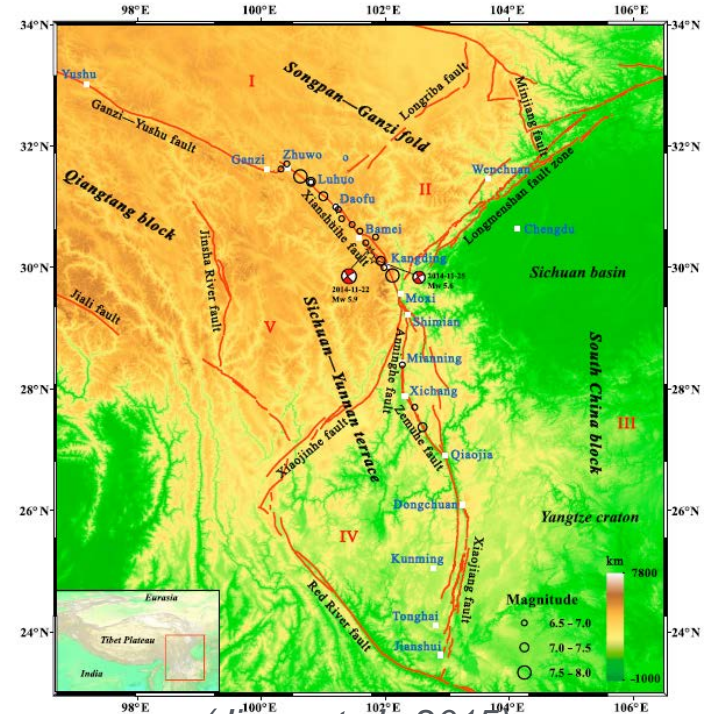 98°E 100°E 102°E 104°E 106°E
34°N 34°N
Yushu
I
Songpan—Ganzi fold
Longriba fault
Minjiang fault
Ganzi—Yushu fault
32°N 32°N
Ganzi
Zhuwo
Luhuo
II
Wenchuan
Longmenshan fault zone
Qiangtang block
Daofu
Xianshuihe fault
Bamei
Chengdu
Jinsha River fault
30°N 30°N
Kangding
Sichuan basin
2014-11-22
Mw 5.9
2014-11-25
Mw 5.6
Jiali fault
Moxi
Shimian
V
Sichuan—Yunnan terrace
Anninghe fault
South China block
Mianning
28°N 28°N
Xichang
Zemuhe fault
III
Xiaojinhe fault
Qiaojia
Dongchuan
26°N 26°N
Yangtze craton
IV
Kunming
Xiaojiang fault
Red River fault
km
7800
-1000
Magnitude
6.5 - 7.0
7.0 - 7.5
7.5 - 8.0
Tonghai
24°N 24°N
Jianshui
Eurasia
Tibet Plateau
India
98°E 100°E 102°E 104°E 106°E